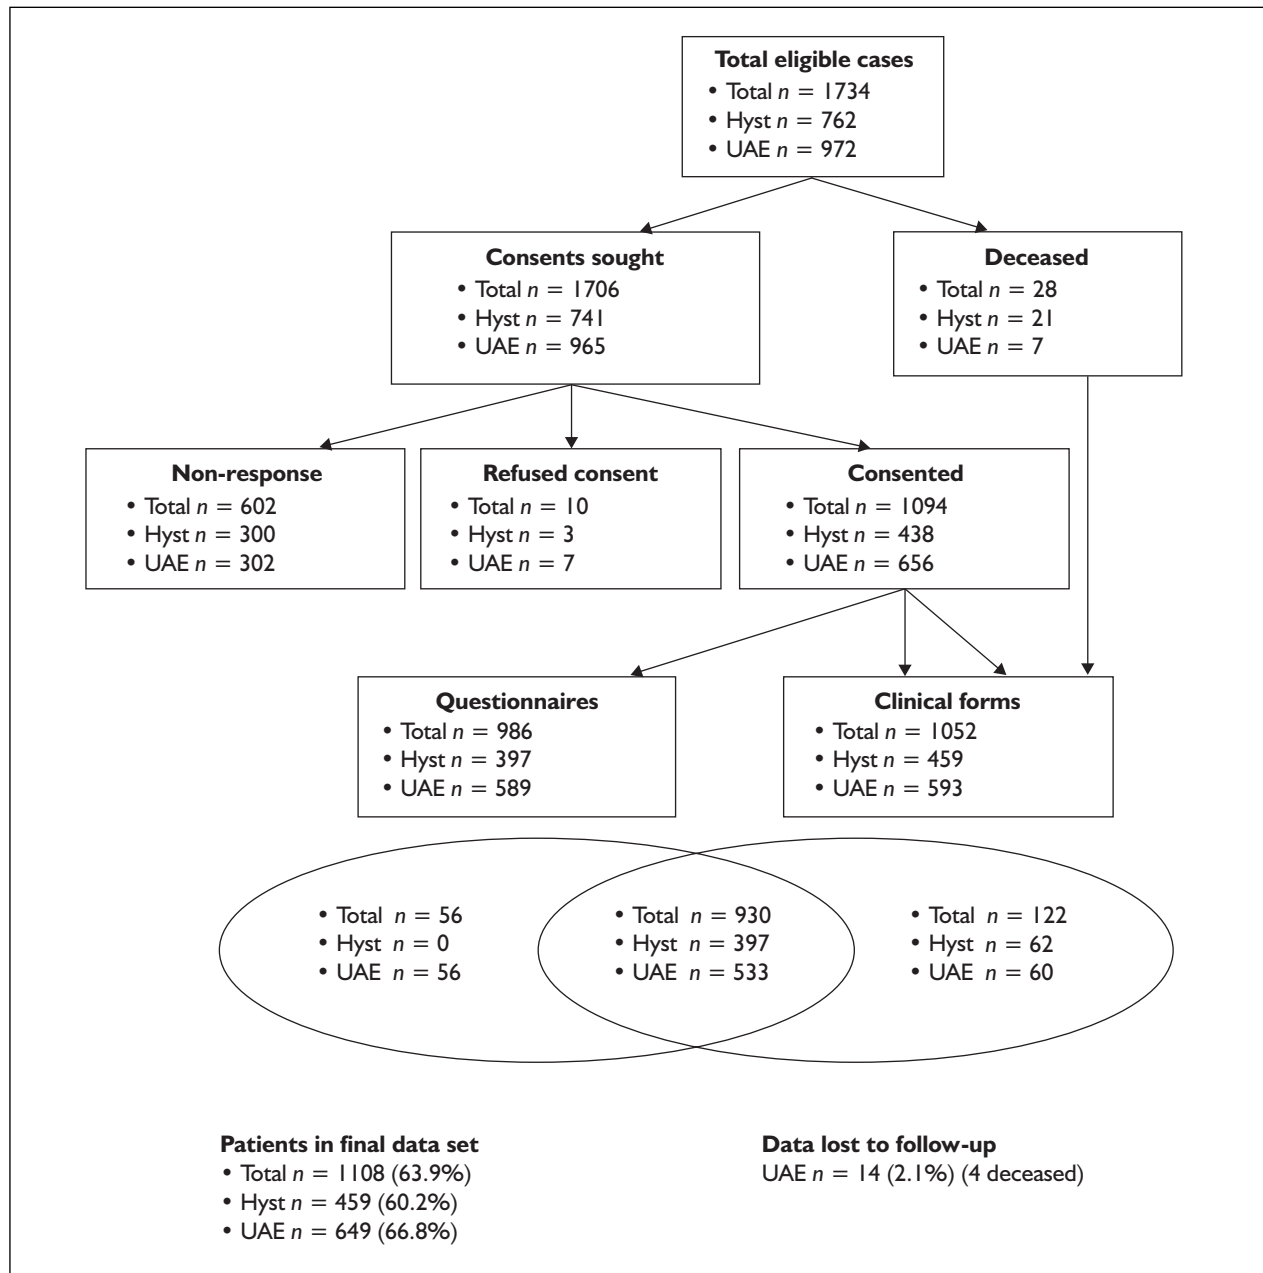 Total eligible cases
• Total n = 1734
• Hyst n = 762
• UAE n = 972
Consents sought
• Total n = 1706
• Hyst n = 741
• UAE n = 965
Deceased
• Total n = 28
• Hyst n = 21
• UAE n = 7
Non-response
• Total n = 602
• Hyst n = 300
• UAE n = 302
Refused consent
• Total n = 10
• Hyst n = 3
• UAE n = 7
Consented
• Total n = 1094
• Hyst n = 438
• UAE n = 656
Questionnaires
• Total n = 986
• Hyst n = 397
• UAE n = 589
Clinical forms
• Total n = 1052
• Hyst n = 459
• UAE n = 593
• Total n = 56
• Hyst n = 0
• UAE n = 56
• Total n = 930
• Hyst n = 397
• UAE n = 533
• Total n = 122
• Hyst n = 62
• UAE n = 60
Patients in final data set
• Total n = 1108 (63.9%)
• Hyst n = 459 (60.2%)
• UAE n = 649 (66.8%)
Data lost to follow-up
UAE n = 14 (2.1%) (4 deceased)